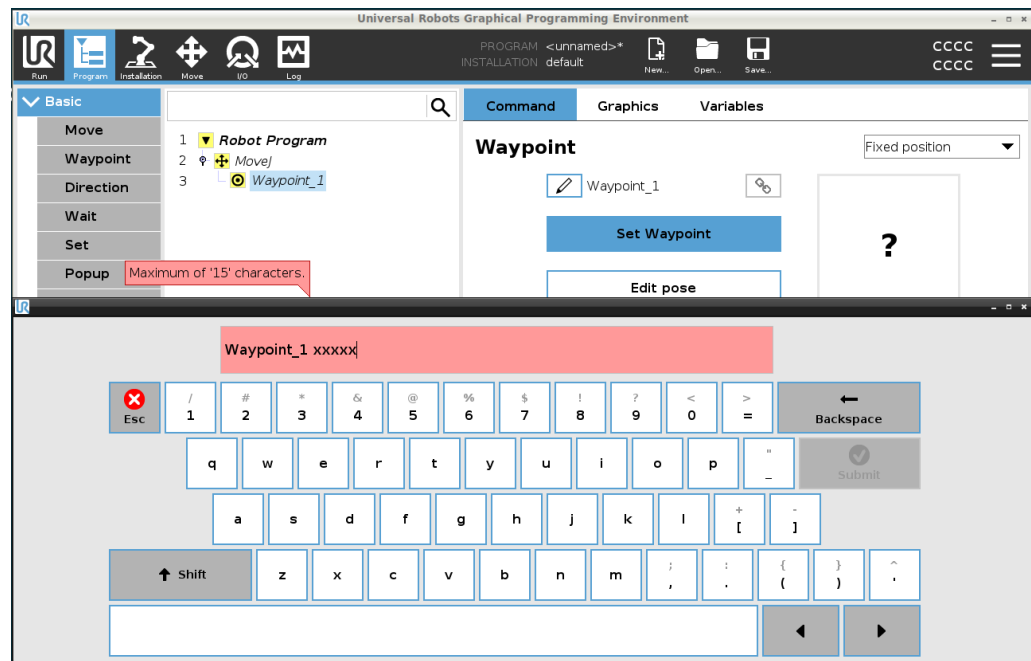 UR
Universal Robots Graphical Programming Environment
UR
Run
Program
Installation
Move
I/O
Log
PROGRAM <unnamed>*
INSTALLATION default
New...
Open...
Save...
CCCC
CCCC
Basic
Move
Waypoint
Direction
Wait
Set
Popup
1 Robot Program
2 MoveJ
3 Waypoint_1
Maximum of '15' characters.
Command Graphics Variables
Waypoint
Fixed position
Waypoint_1
Set Waypoint
?
Edit pose
UR
Waypoint_1 xxxxx
/ # * & @ % $ ! ? < >
Esc 1 2 3 4 5 6 7 8 9 0 = Backspace
"
q w e r t y u i o p _ Submit
+ -
a s d f g h j k l [ ]
; : { } ^
Shift z x c v b n m , . ( ) '